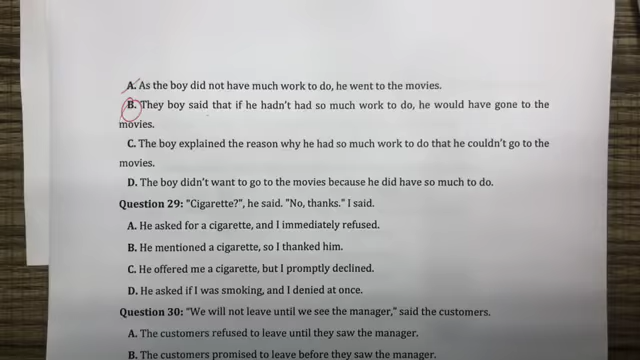 A. As the boy did not have much work to do, he went to the movies.
B. They boy said that if he hadn't had so much work to do, he would have gone to the
movies.
C. The boy explained the reason why he had so much work to do that he couldn't go to the
movies.
D. The boy didn't want to go to the movies because he did have so much to do.
Question 29: "Cigarette?", he said. "No, thanks." I said.
A. He asked for a cigarette, and I immediately refused.
B. He mentioned a cigarette, so I thanked him.
C. He offered me a cigarette, but I promptly declined.
D. He asked if I was smoking, and I denied at once.
Question 30: "We will not leave until we see the manager," said the customers.
A. The customers refused to leave until they saw the manager.
B. The customers promised to leave before they saw the manager.